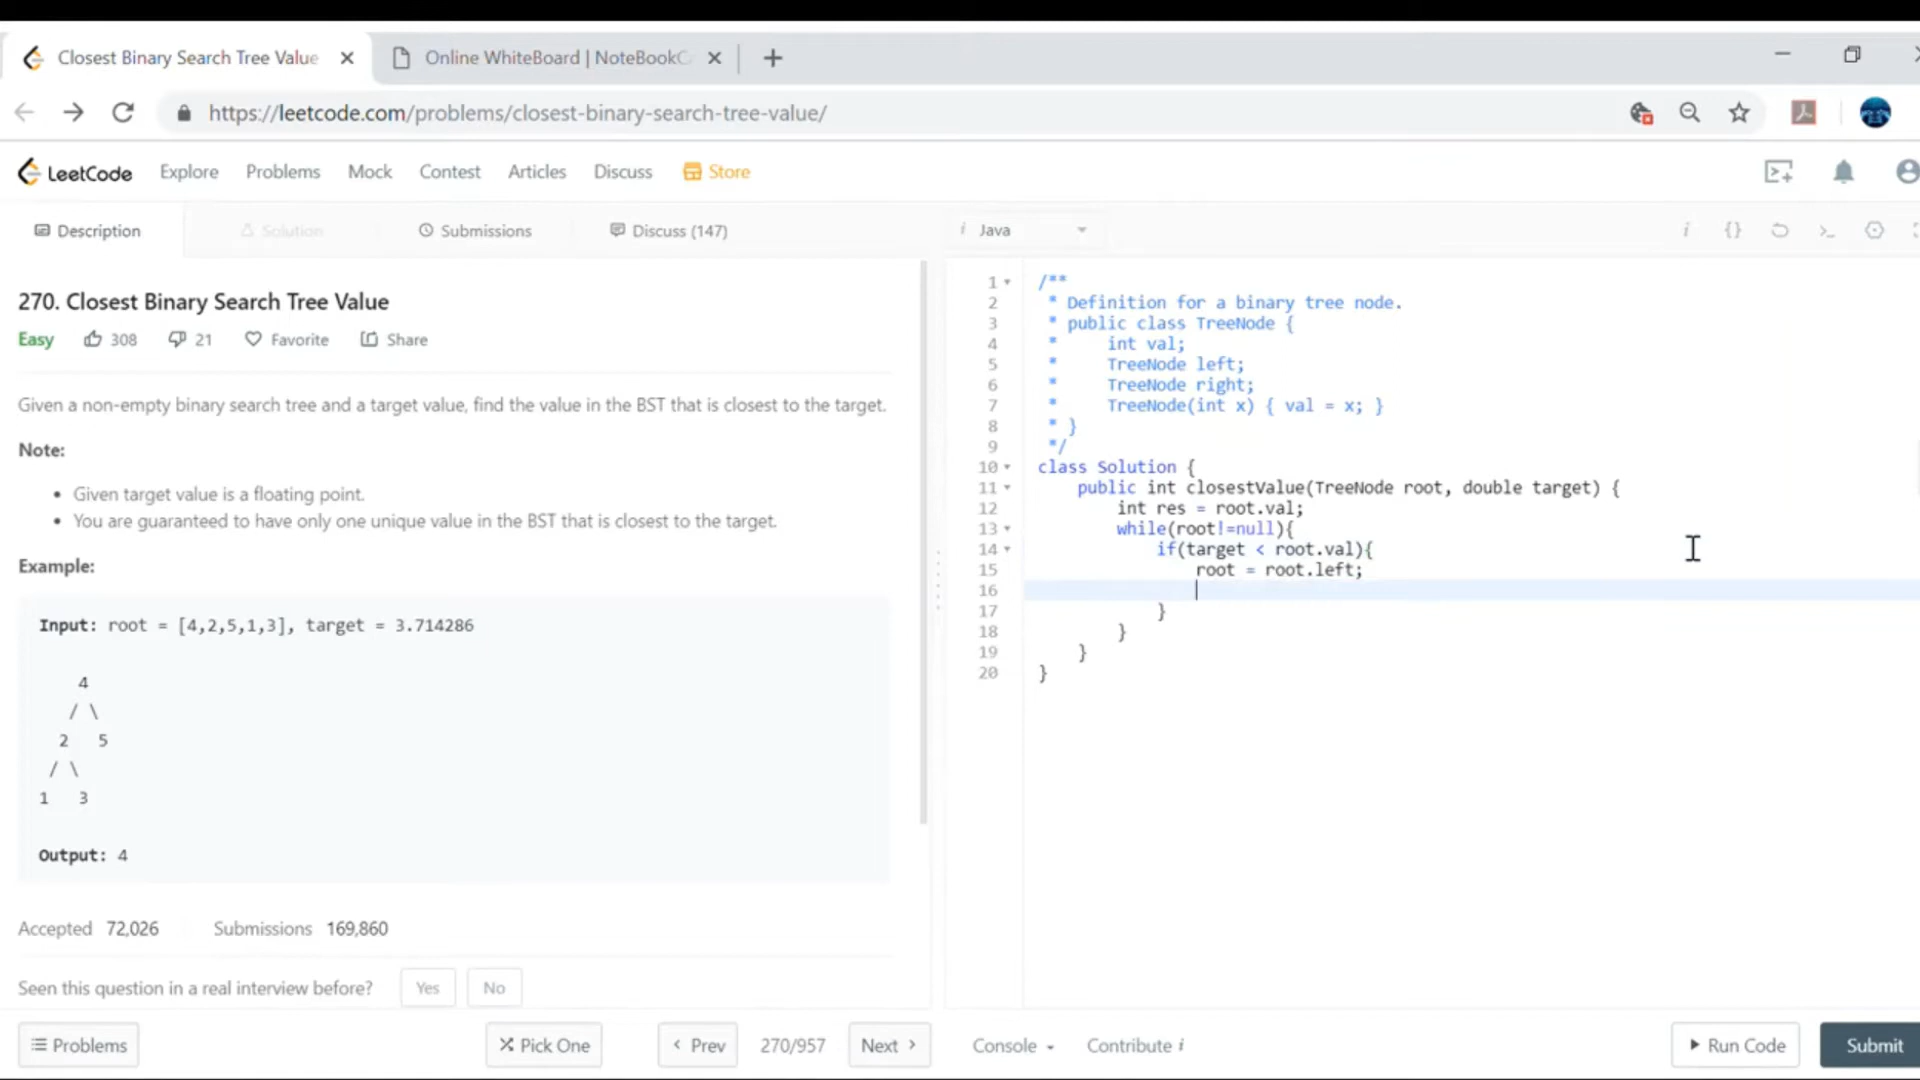 Closest Binary Search Tree Value
Online WhiteBoard | NoteBookC
https://leetcode.com/problems/closest-binary-search-tree-value/
LeetCode Explore Problems Mock Contest Articles Discuss Store
Description Solution Submissions Discuss (147)
i Java
270. Closest Binary Search Tree Value
Easy 308 21 Favorite Share
Given a non-empty binary search tree and a target value, find the value in the BST that is closest to the target.
Note:
• Given target value is a floating point.
• You are guaranteed to have only one unique value in the BST that is closest to the target.
Example:
Input: root = [4,2,5,1,3], target = 3.714286
4
/ \
2 5
/ \
1 3
Output: 4
Accepted 72,026 Submissions 169,860
Seen this question in a real interview before? Yes No
Problems Pick One < Prev 270/957 Next >
i {} >_
1 /**
2 * Definition for a binary tree node.
3 * public class TreeNode {
4 * int val;
5 * TreeNode left;
6 * TreeNode right;
7 * TreeNode(int x) { val = x; }
8 * }
9 */
10 class Solution {
11 public int closestValue(TreeNode root, double target) {
12 int res = root.val;
13 while(root!=null){
14 if(target < root.val){
15 root = root.left;
16
17 }
18 }
19 }
20 }
Console Contribute i Run Code Submit